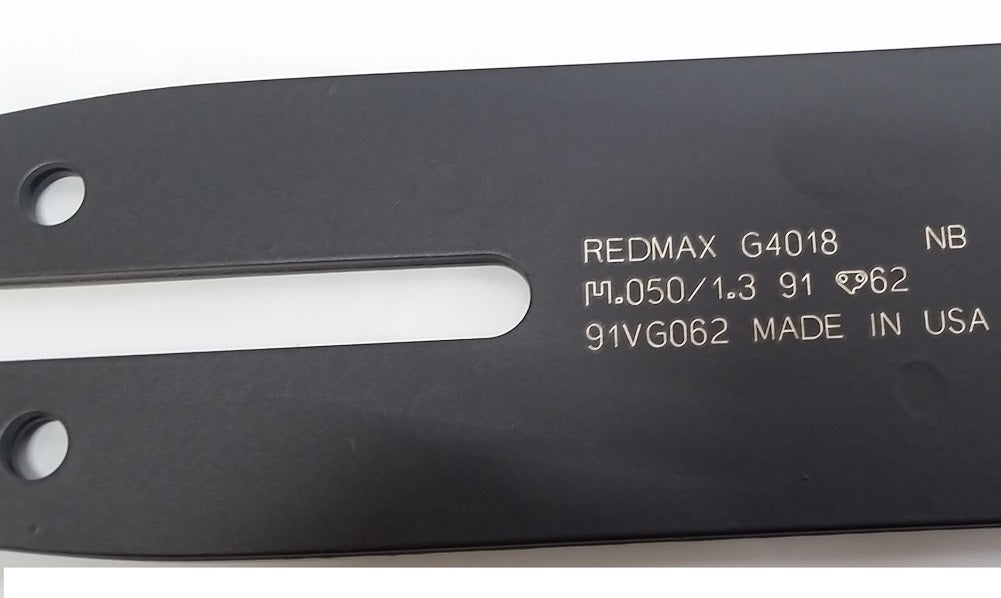 REDMAX G4018 NB
.050/1.3 91 62
91VG062 MADE IN USA